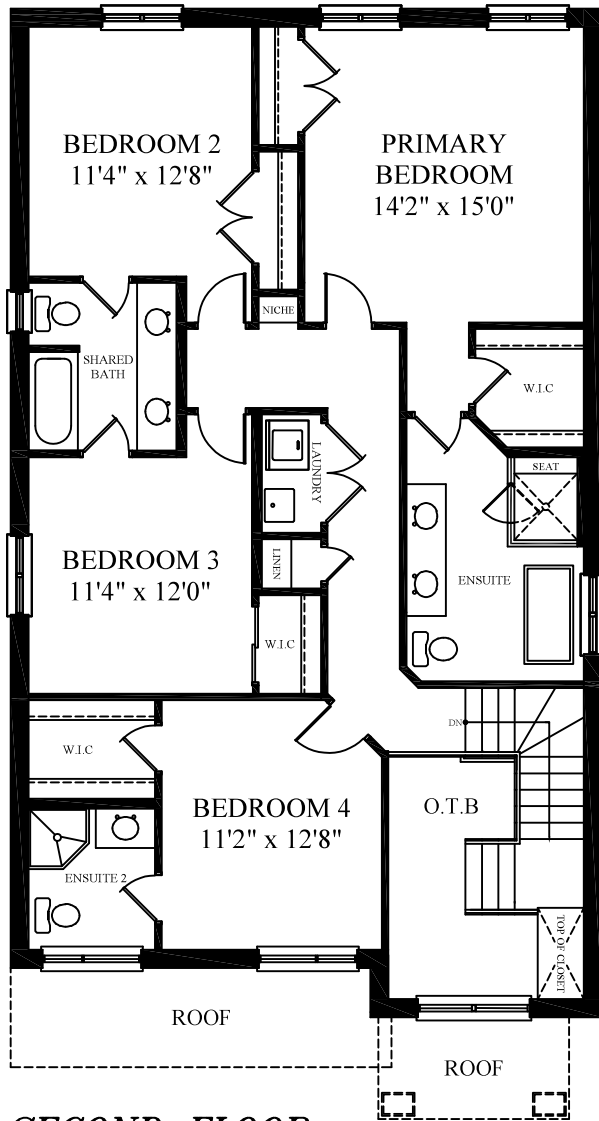 BEDROOM 2
11'4" x 12'8"
PRIMARY
BEDROOM
14'2" x 15'0"
NICHE
SHARED
BATH
W.I.C
LAUNDRY
SEAT
BEDROOM 3
11'4" x 12'0"
LINEN
ENSUITE
W.I.C
DN
W.I.C
BEDROOM 4
11'2" x 12'8"
O.T.B
ENSUITE 2
TOP OF CLOSET
ROOF
ROOF
SECOND FLOOR